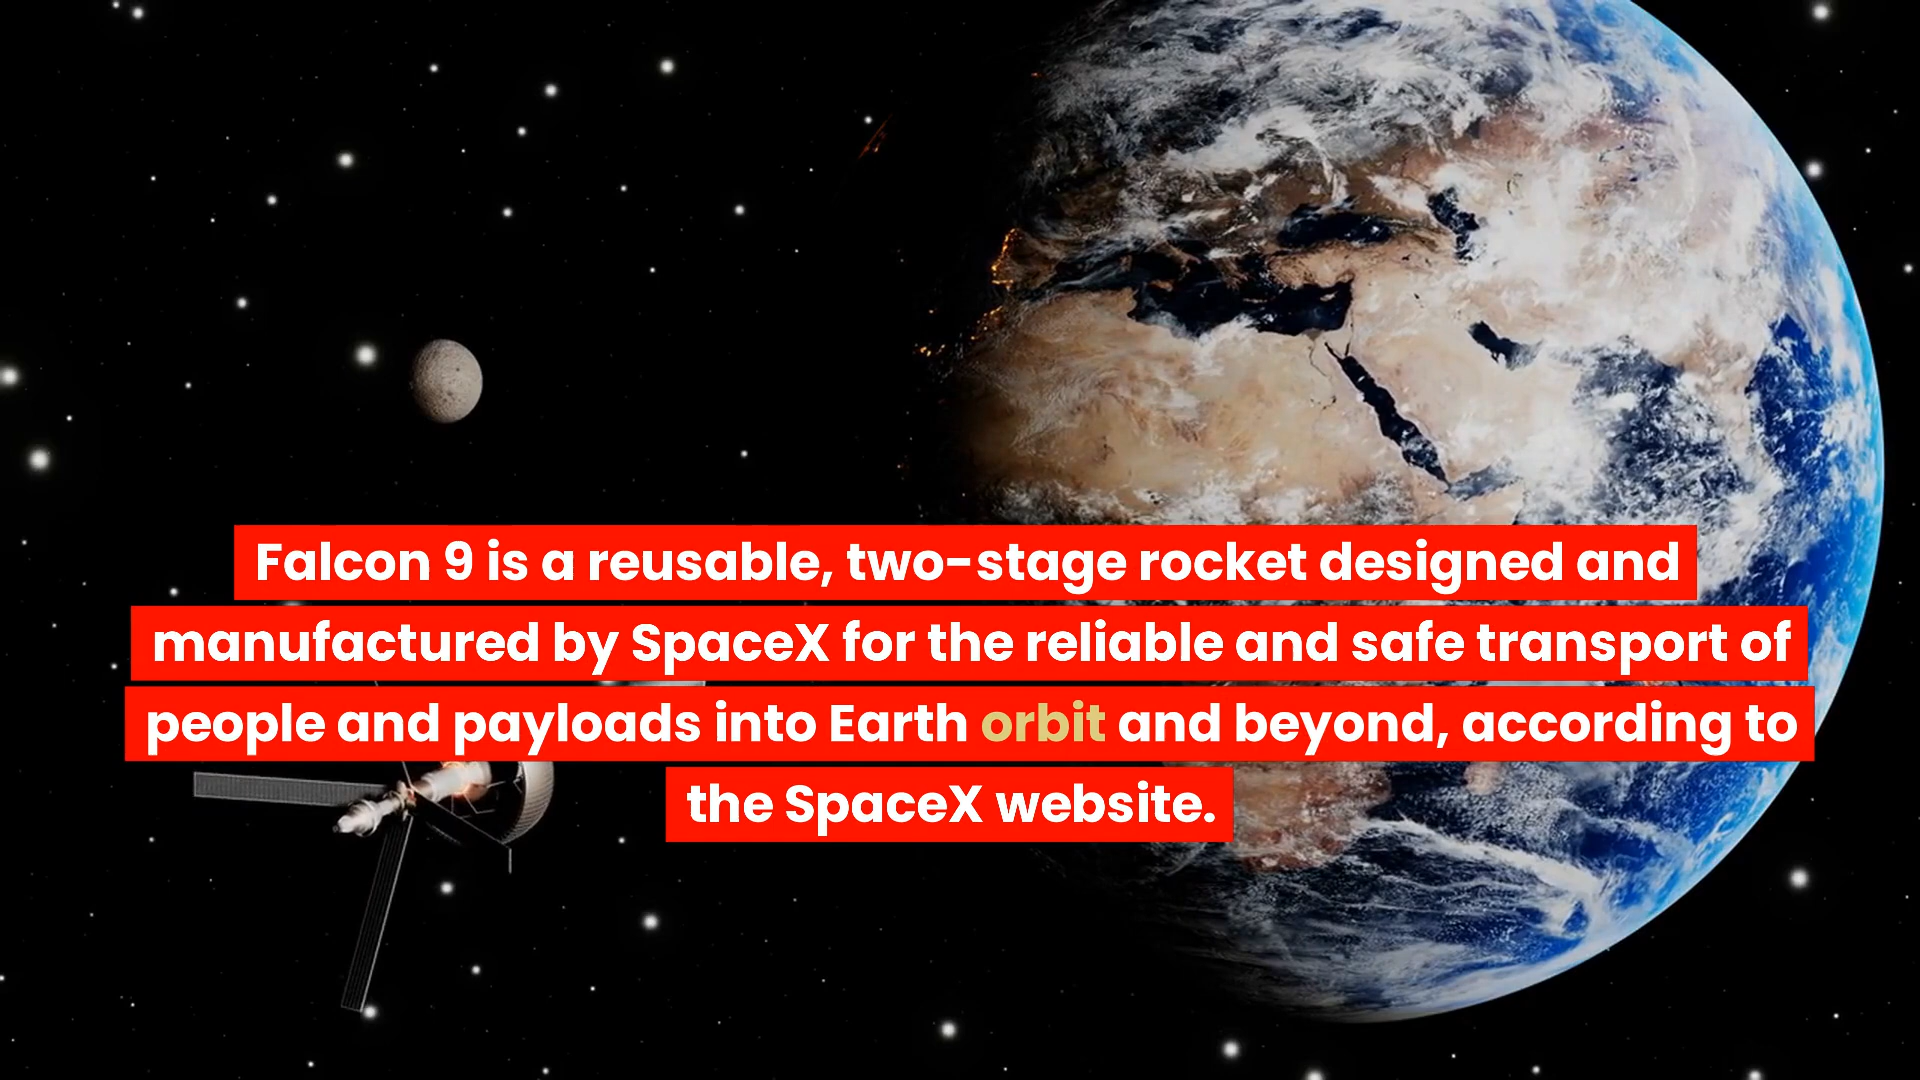 Falcon 9 is a reusable, two-stage rocket designed and
manufactured by SpaceX for the reliable and safe transport of
people and payloads into Earth orbit and beyond, according to
the SpaceX website.